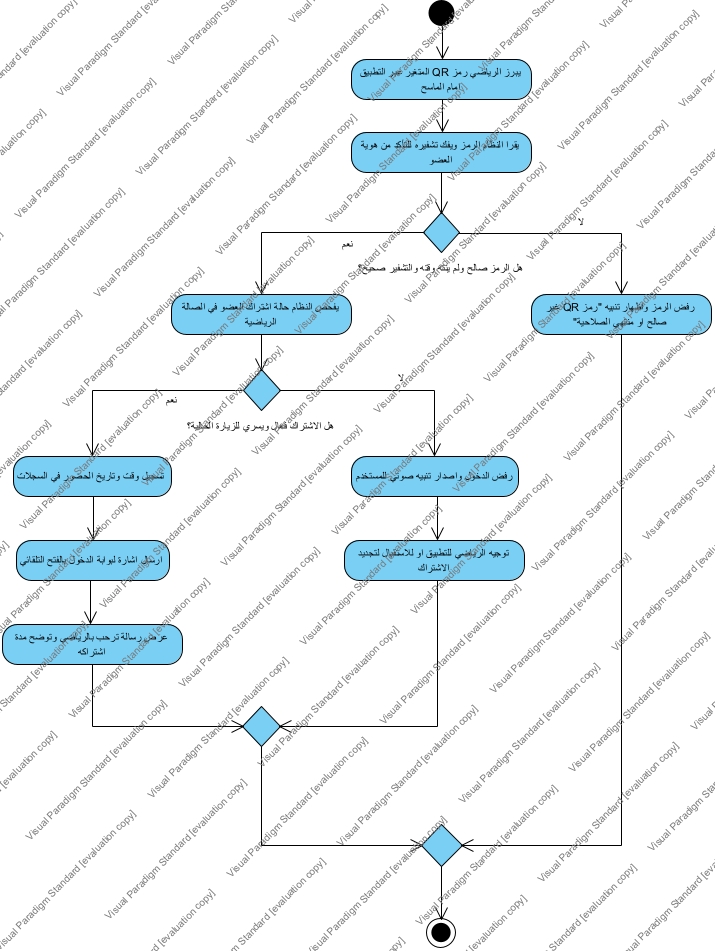 يبرز الرياضي رمز QR المتغير عبر التطبيق
امام الماسح
يقرا النظام الرمز ويفك تشفيره للتأكد من هوية
العضو
لا
نعم
هل الرمز صالح ولم ينته وقته والتشفير صحيح؟
يفحص النظام حالة اشتراك العضو في الصالة
الرياضية
رفض الرمز واظهار تنبيه "رمز QR غير
صالح او منتهي الصلاحية"
لا
نعم
هل الاشتراك فعال ويسري للزيارة الحالية؟
تسجيل وقت وتاريخ الحضور في السجلات
رفض الدخول واصدار تنبيه صوتي للمستخدم
ارسال اشارة لبوابة الدخول بالفتح التلقائي
توجيه الرياضي للتطبيق او للاستقبال لتجديد
الاشتراك
عرض رسالة ترحب بالرياضي وتوضح مدة
اشتراكه
Visual Paradigm Standard [evaluation copy]